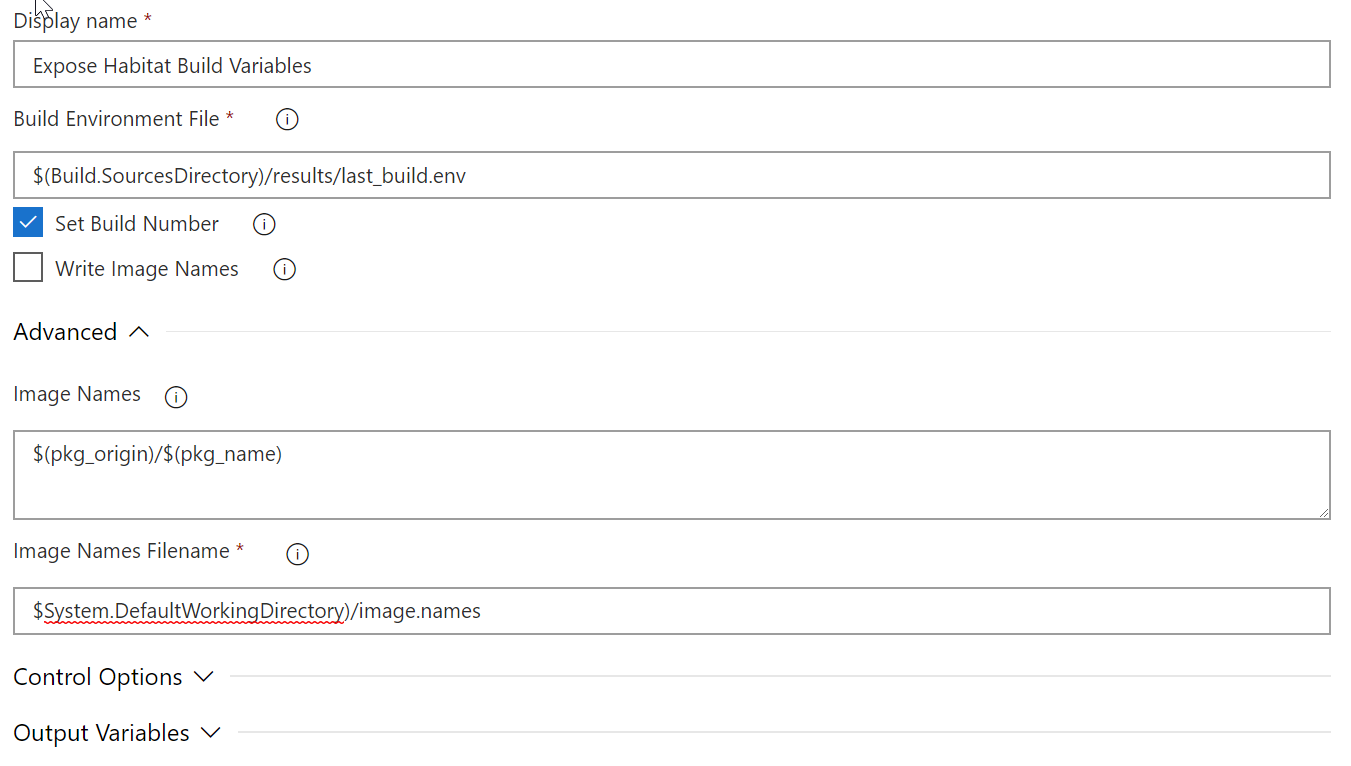 Display name *
Expose Habitat Build Variables
Build Environment File *
$(Build.SourcesDirectory)/results/last_build.env
Set Build Number
Write Image Names
Advanced
Image Names
$(pkg_origin)/$(pkg_name)
Image Names Filename *
$System.DefaultWorkingDirectory)/image.names
Control Options
Output Variables